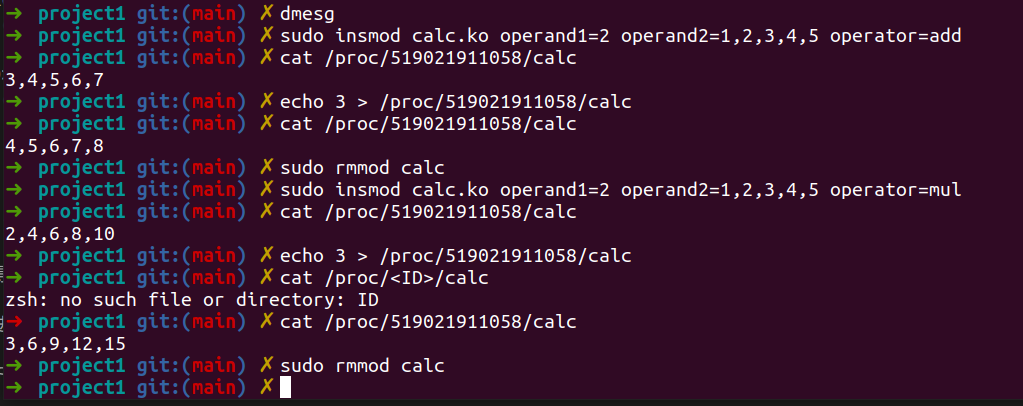 ➜ project1 git:(main) ✗ dmesg
➜ project1 git:(main) ✗ sudo insmod calc.ko operand1=2 operand2=1,2,3,4,5 operator=add
➜ project1 git:(main) ✗ cat /proc/519021911058/calc
3,4,5,6,7
➜ project1 git:(main) ✗ echo 3 > /proc/519021911058/calc
➜ project1 git:(main) ✗ cat /proc/519021911058/calc
4,5,6,7,8
➜ project1 git:(main) ✗ sudo rmmod calc
➜ project1 git:(main) ✗ sudo insmod calc.ko operand1=2 operand2=1,2,3,4,5 operator=mul
➜ project1 git:(main) ✗ cat /proc/519021911058/calc
2,4,6,8,10
➜ project1 git:(main) ✗ echo 3 > /proc/519021911058/calc
➜ project1 git:(main) ✗ cat /proc/<ID>/calc
zsh: no such file or directory: ID
➜ project1 git:(main) ✗ cat /proc/519021911058/calc
3,6,9,12,15
➜ project1 git:(main) ✗ sudo rmmod calc
➜ project1 git:(main) ✗